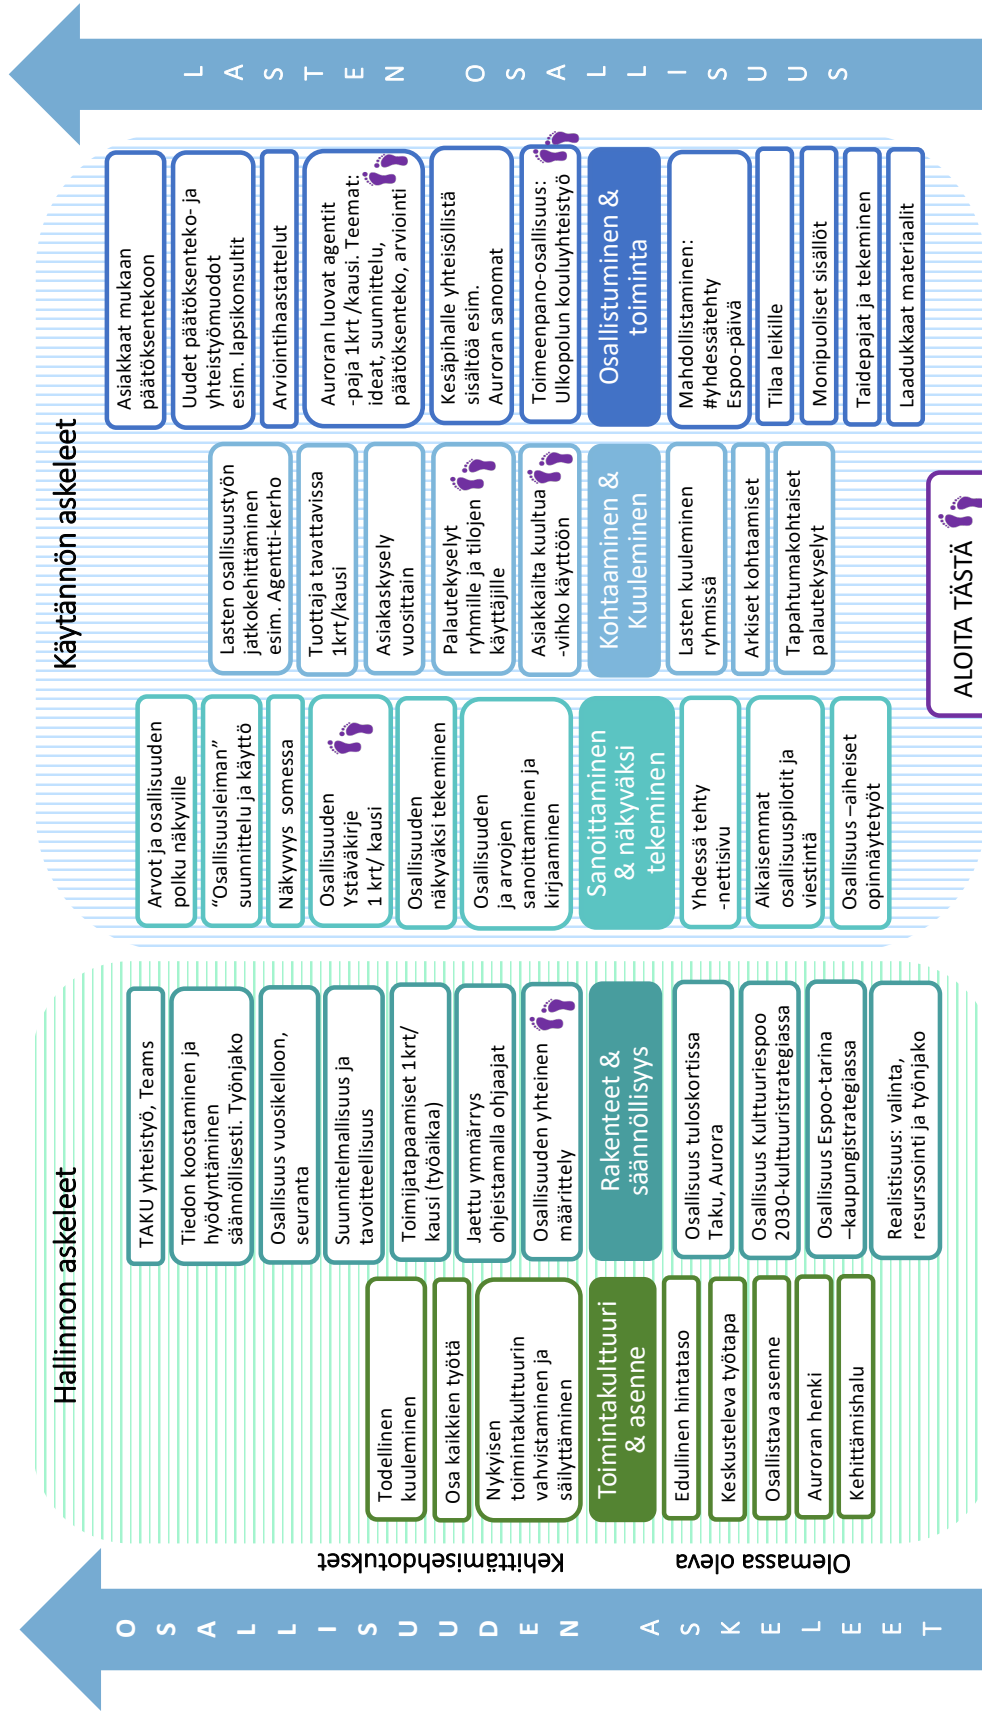 OSALLISUUDEN ASKELEET
Hallinnon askeleet
Kehittämisehdotukset
Olemassa oleva
Todellinen
kuuleminen
Osa kaikkien työtä
Nykyisen
toimintakulttuurin
vahvistaminen ja
säilyttäminen
Toimintakulttuuri
& asenne
Edullinen hintataso
Keskusteleva työtapa
Osallistava asenne
Auroran henki
Kehittämishalu
TAKU yhteistyö, Teams
Tiedon koostaminen ja
hyödyntäminen
säännöllisesti. Työnjako
Osallisuus vuosikelloon,
seuranta
Suunnitelmallisuus ja
tavoitteellisuus
Toimijatapaamiset 1krt/
kausi (työaika)
Jaettu ymmärrys
ohjeistamalla ohjaajat
Osallisuuden yhteinen
määrittely
Rakenteet &
säännöllisyys
Osallisuus tuloskortissa
Taku, Aurora
Osallisuus Kulttuuriespoo
2030-kulttuuristrategiassa
Osallisuus Espoo-tarina
–kaupungistrategiassa
Realistisuus: valinta,
resurssointi ja työnjako
Käytännön askeleet
Arvot ja osallisuuden
polku näkyville
“Osallisuusleiman”
suunnittelu ja käyttö
Näkyvyys somessa
Osallisuuden
Ystäväkirje
1 krt/ kausi
Osallisuuden
näkyväksi tekeminen
Osallisuuden
ja arvojen
sanoittaminen ja
kirjaaminen
Sanoittaminen
& näkyväksi
tekeminen
Yhdessä tehty
-nettisivu
Aikaisemmat
osallisuuspilotit ja
viestintä
Osallisuus –aiheiset
opinnäytetyöt
Lasten osallisuustyön
jatkokehittäminen
esim. Agentti-kerho
Tuottaja tavattavissa
1krt/kausi
Asiakaskysely
vuosittain
Palautekyselyt
ryhmille ja tilojen
käyttäjille
Asiakkailta kuultua
-vihko käyttöön
Kohtaaminen &
Kuuleminen
Lasten kuuleminen
ryhmissä
Arkiset kohtaamiset
Tapahtumakohtaiset
palautekyselyt
ALOITA TÄSTÄ
Asiakkaat mukaan
päätöksentekoon
Uudet päätöksenteko- ja
yhteistyömuodot
esim. lapsikonsultit
Arviointihaastattelut
Auroran luovat agentit
-paja 1krt /kausi. Teemat:
ideat, suunnittelu,
päätöksenteko, arviointi
Kesäpihalle yhteisöllistä
sisältöä esim.
Auroran sanomat
Toimeenpano-osallisuus:
Ulkopolun kouluyhteistyö
Osallistuminen &
toiminta
Mahdollistaminen:
#yhdessätehty
Espoo-päivä
Tilaa leikille
Monipuoliset sisällöt
Taidepajat ja tekeminen
Laadukkaat materiaalit
LASTEN OSALLISUUS